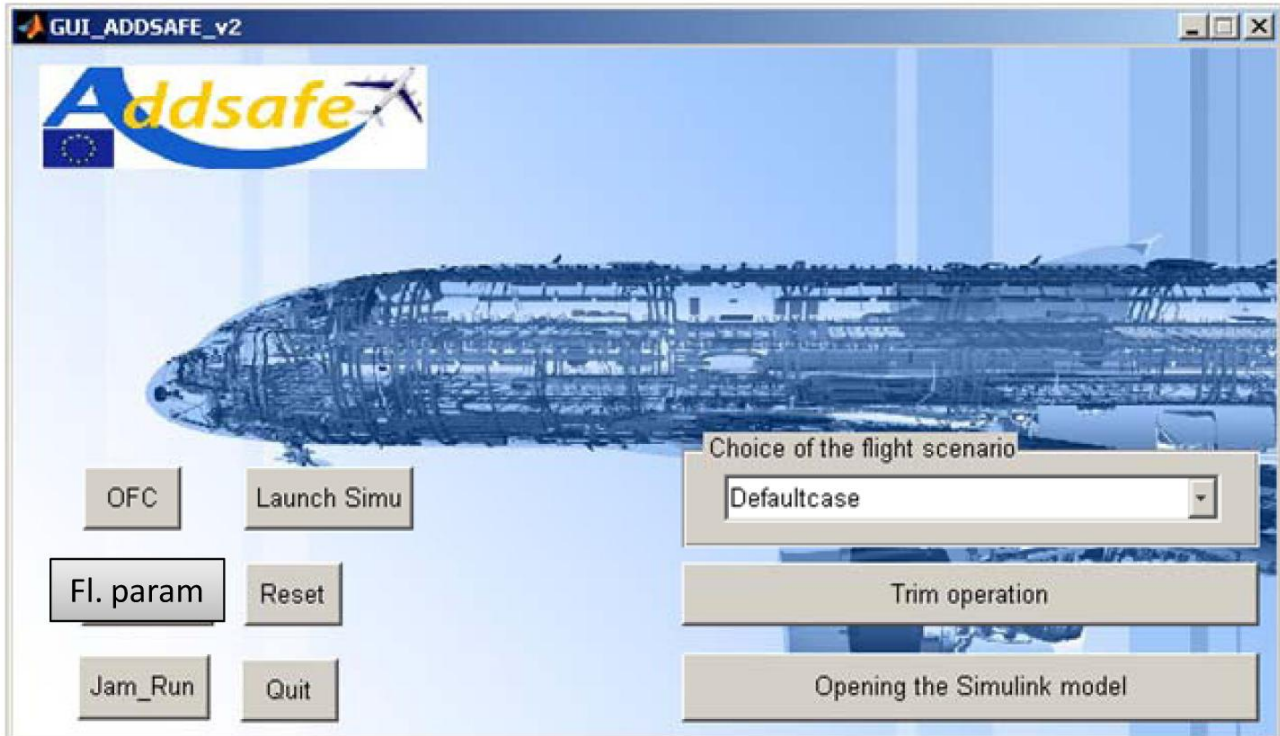 GUI_ADDSAFE_v2
Addsafe
Choice of the flight scenario
Defaultcase
OFC
Launch Simu
Fl. param
Reset
Trim operation
Jam_Run
Quit
Opening the Simulink model